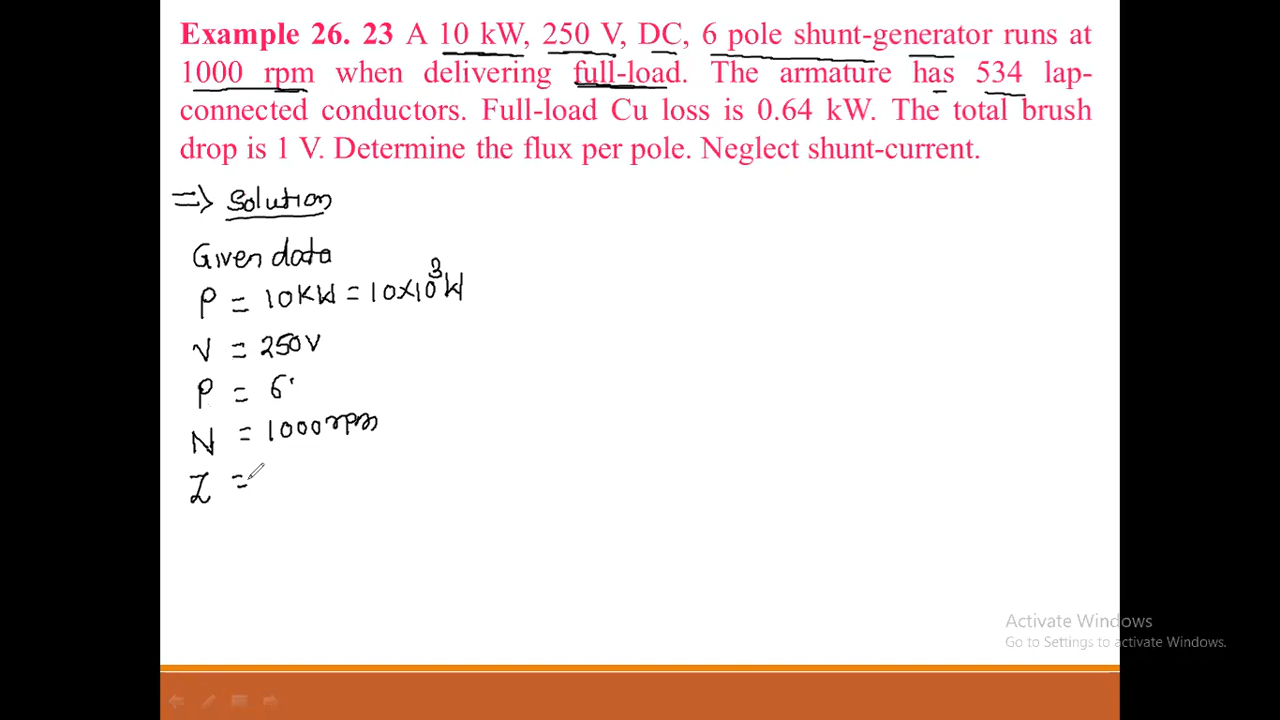 Example 26. 23 A 10 kW, 250 V, DC, 6 pole shunt-generator runs at
1000 rpm when delivering full-load. The armature has 534 lap-
connected conductors. Full-load Cu loss is 0.64 kW. The total brush
drop is 1 V. Determine the flux per pole. Neglect shunt-current.
=> Solution
Given data
P = 10KW = 10×10³W
V = 250V
P = 6
N = 1000rpm
Z =
Activate Windows
Go to Settings to activate Windows.